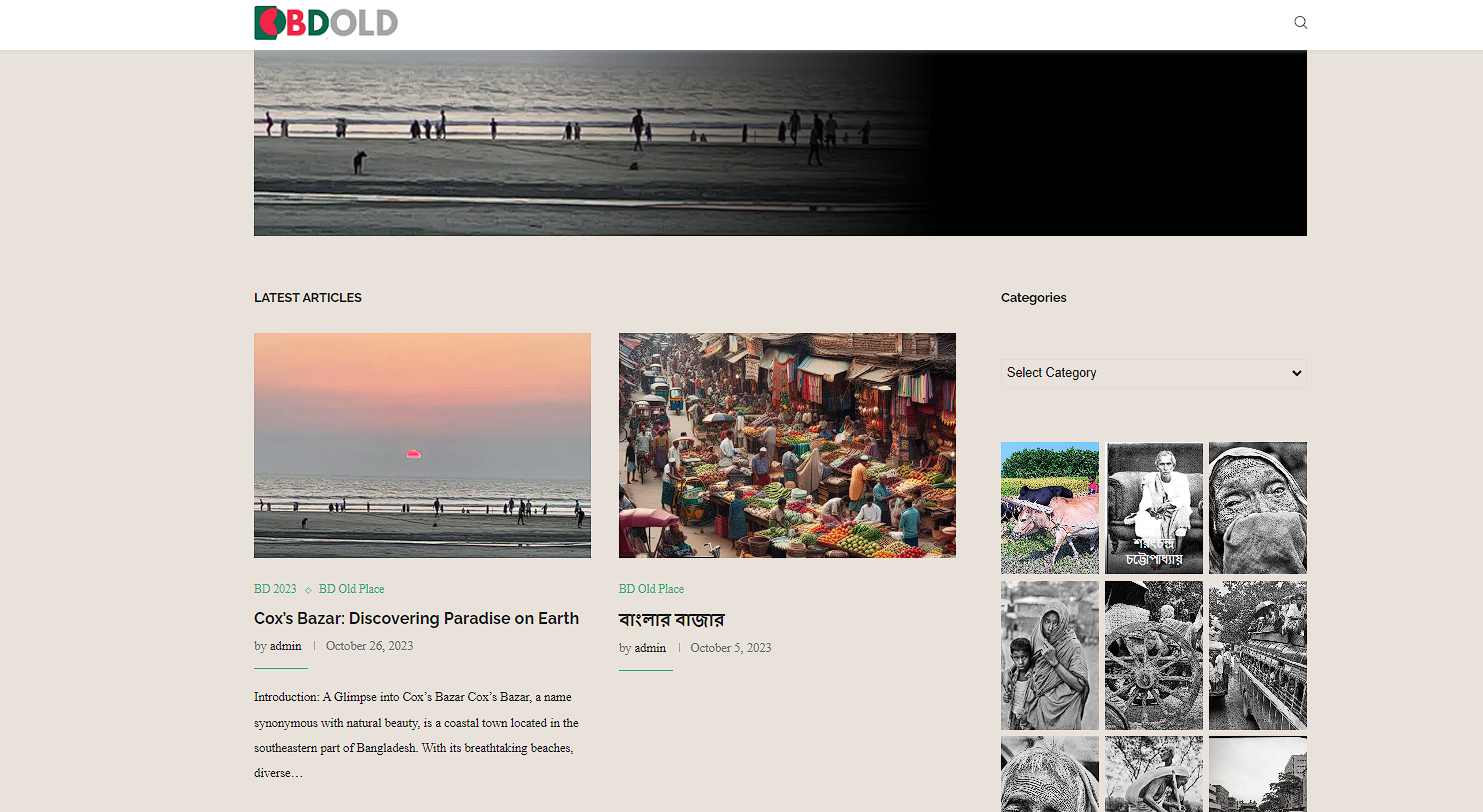 BDOLD
LATEST ARTICLES
Categories
Select Category
শরৎচন্দ্র
চট্টোপাধ্যায়
BD 2023 ◇ BD Old Place
Cox’s Bazar: Discovering Paradise on Earth
by admin | October 26, 2023
Introduction: A Glimpse into Cox’s Bazar Cox’s Bazar, a name
synonymous with natural beauty, is a coastal town located in the
southeastern part of Bangladesh. With its breathtaking beaches,
diverse…
BD Old Place
বাংলার বাজার
by admin | October 5, 2023